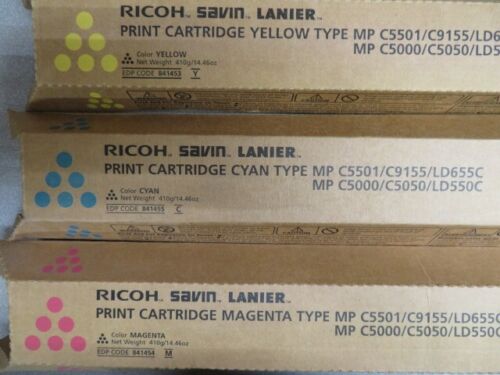 RICOH savin LANIER
PRINT CARTRIDGE YELLOW TYPE MP C5501/C9155/LD6
MP C5000/C5050/LD5
Color YELLOW
Net Weight 410g/14.46oz
EDP CODE 841453 Y
RICOH savin LANIER
PRINT CARTRIDGE CYAN TYPE MP C5501/C9155/LD655C
MP C5000/C5050/LD550C
Color CYAN
Net Weight 410g/14.46oz
EDP CODE 841455 C
RICOH savin LANIER
PRINT CARTRIDGE MAGENTA TYPE MP C5501/C9155/LD655C
MP C5000/C5050/LD550C
Color MAGENTA
Net Weight 410g/14.46oz
EDP CODE 841454 M